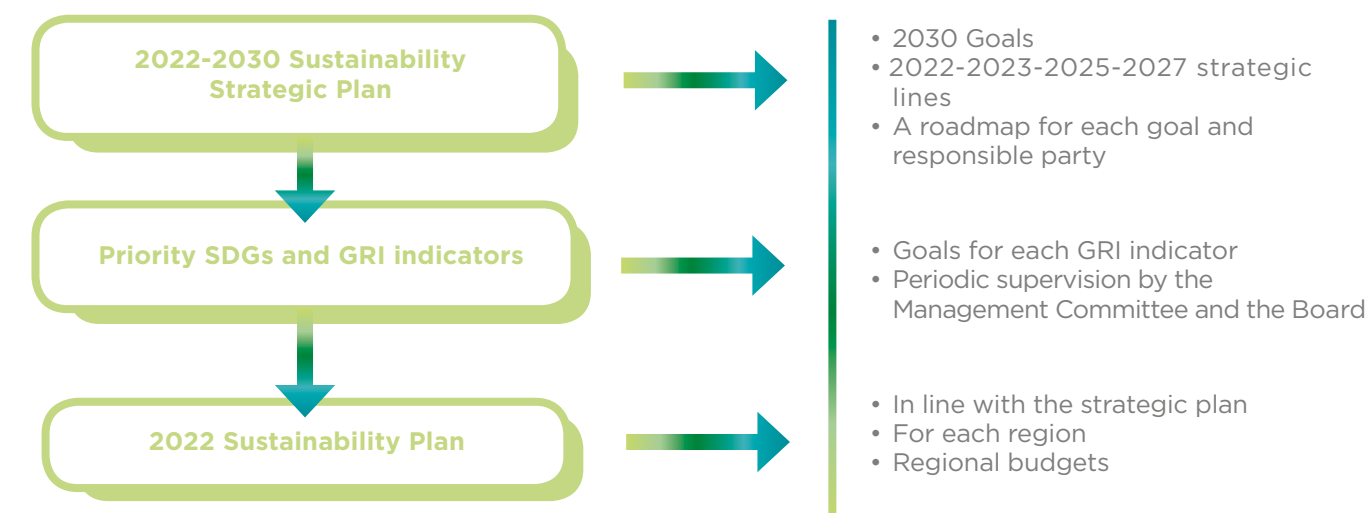 2022-2030 Sustainability
Strategic Plan
• 2030 Goals
• 2022-2023-2025-2027 strategic
lines
• A roadmap for each goal and
responsible party
Priority SDGs and GRI indicators
• Goals for each GRI indicator
• Periodic supervision by the
Management Committee and the Board
2022 Sustainability Plan
• In line with the strategic plan
• For each region
• Regional budgets